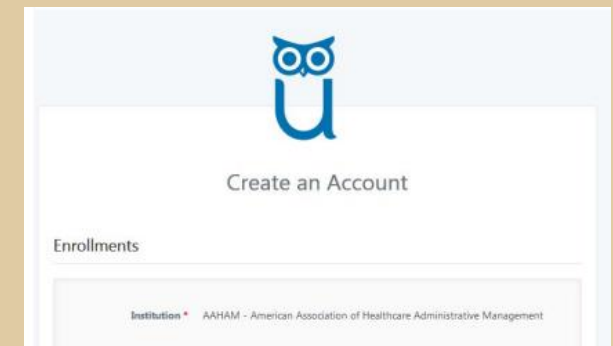 u
Create an Account
Enrollments
Institution * AAHAM - American Association of Healthcare Administrative Management